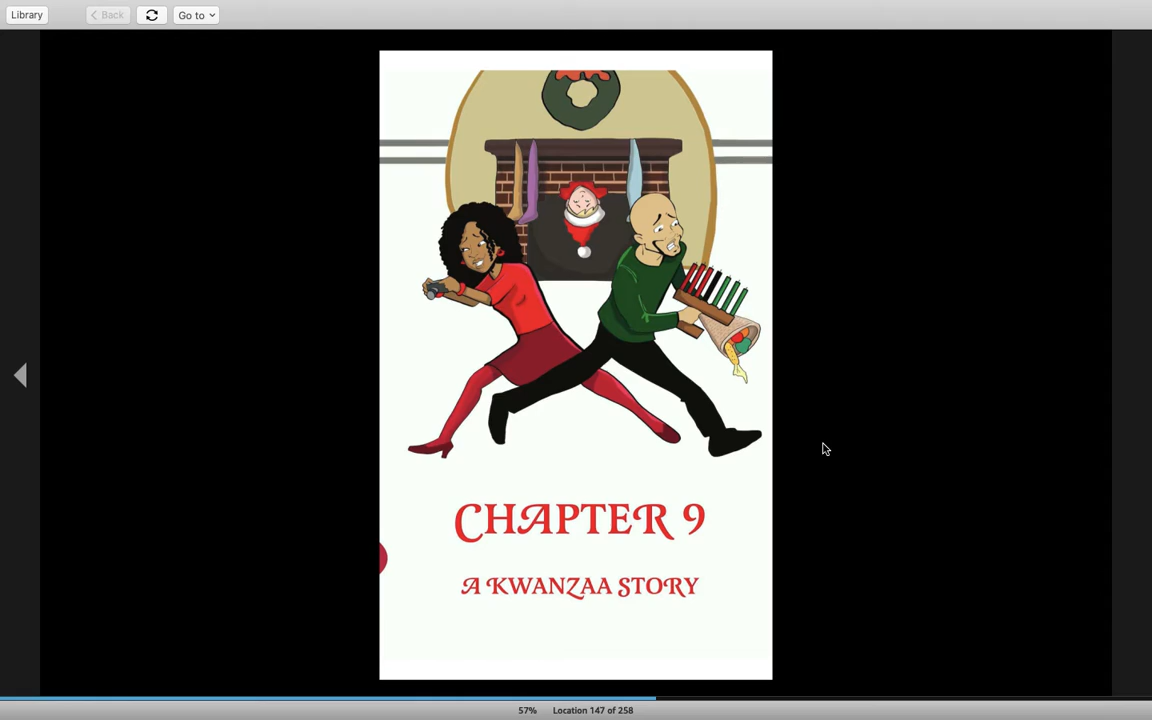 Library
Back
Go to
CHAPTER 9
A KWANZAA STORY
57% Location 147 of 258